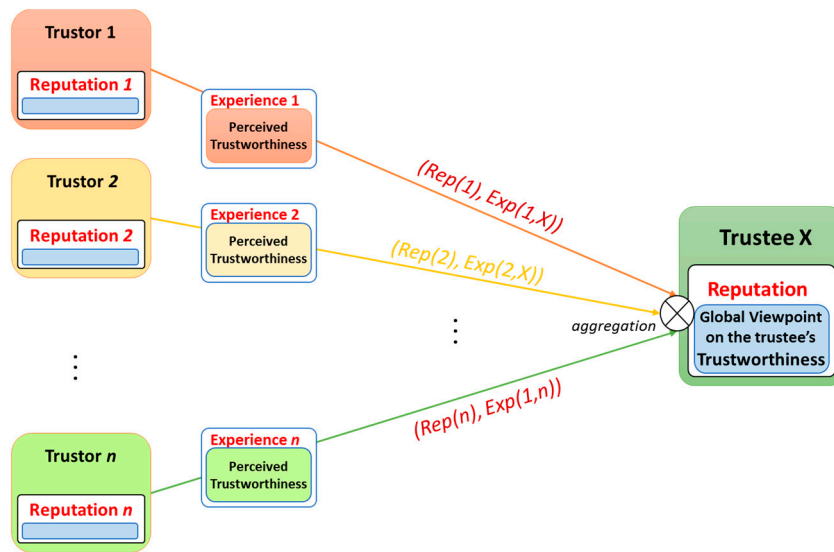 Trustor 1
Reputation 1
Experience 1
Perceived
Trustworthiness
(Rep(1), Exp(1,X))
Trustor 2
Reputation 2
Experience 2
Perceived
Trustworthiness
(Rep(2), Exp(2,X))
Trustee X
Reputation
Global Viewpoint
on the trustee's
Trustworthiness
aggregation
...
...
Trustor n
Reputation n
Experience n
Perceived
Trustworthiness
(Rep(n), Exp(1,n))